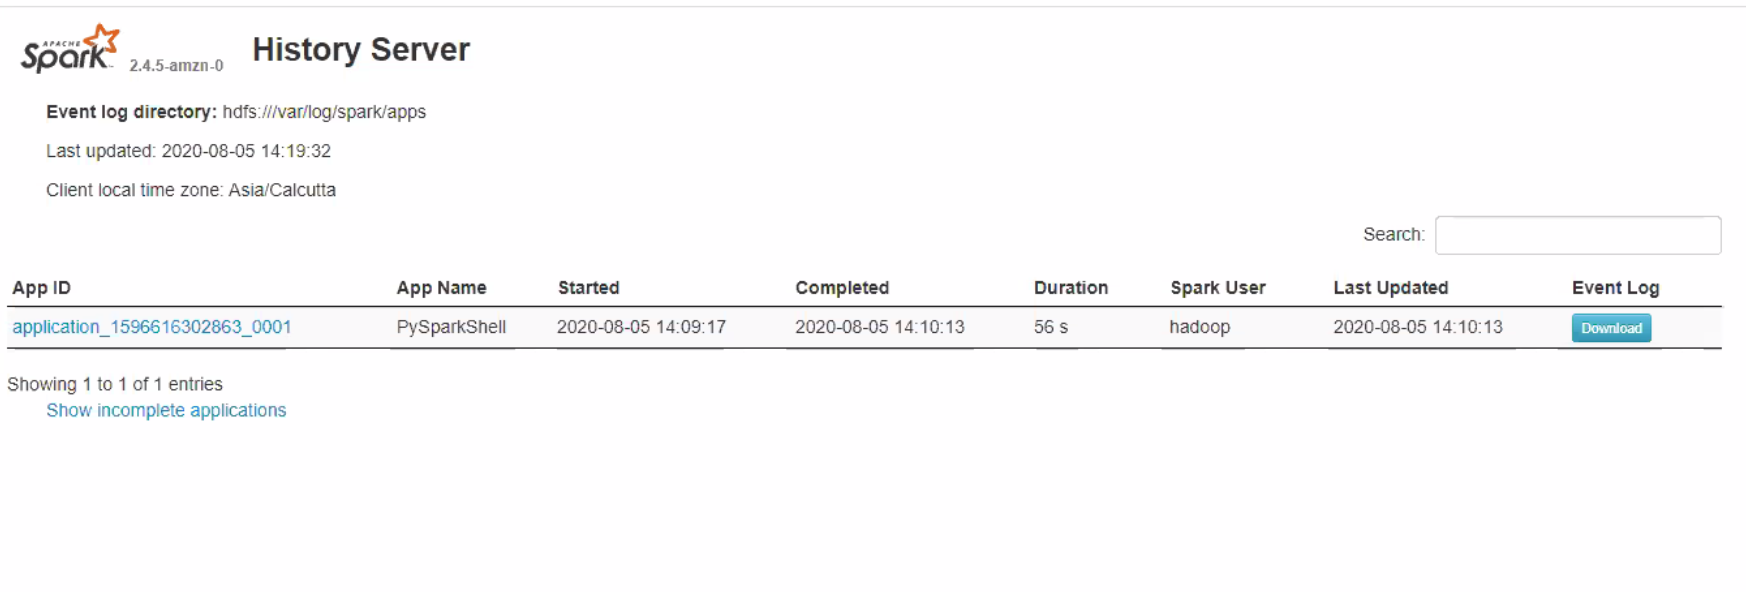 APACHE
Spark 2.4.5-amzn-0 History Server
Event log directory: hdfs:///var/log/spark/apps
Last updated: 2020-08-05 14:19:32
Client local time zone: Asia/Calcutta
Search:
App ID App Name Started Completed Duration Spark User Last Updated Event Log
application_1596616302863_0001 PySparkShell 2020-08-05 14:09:17 2020-08-05 14:10:13 56 s hadoop 2020-08-05 14:10:13 Download
Showing 1 to 1 of 1 entries
Show incomplete applications